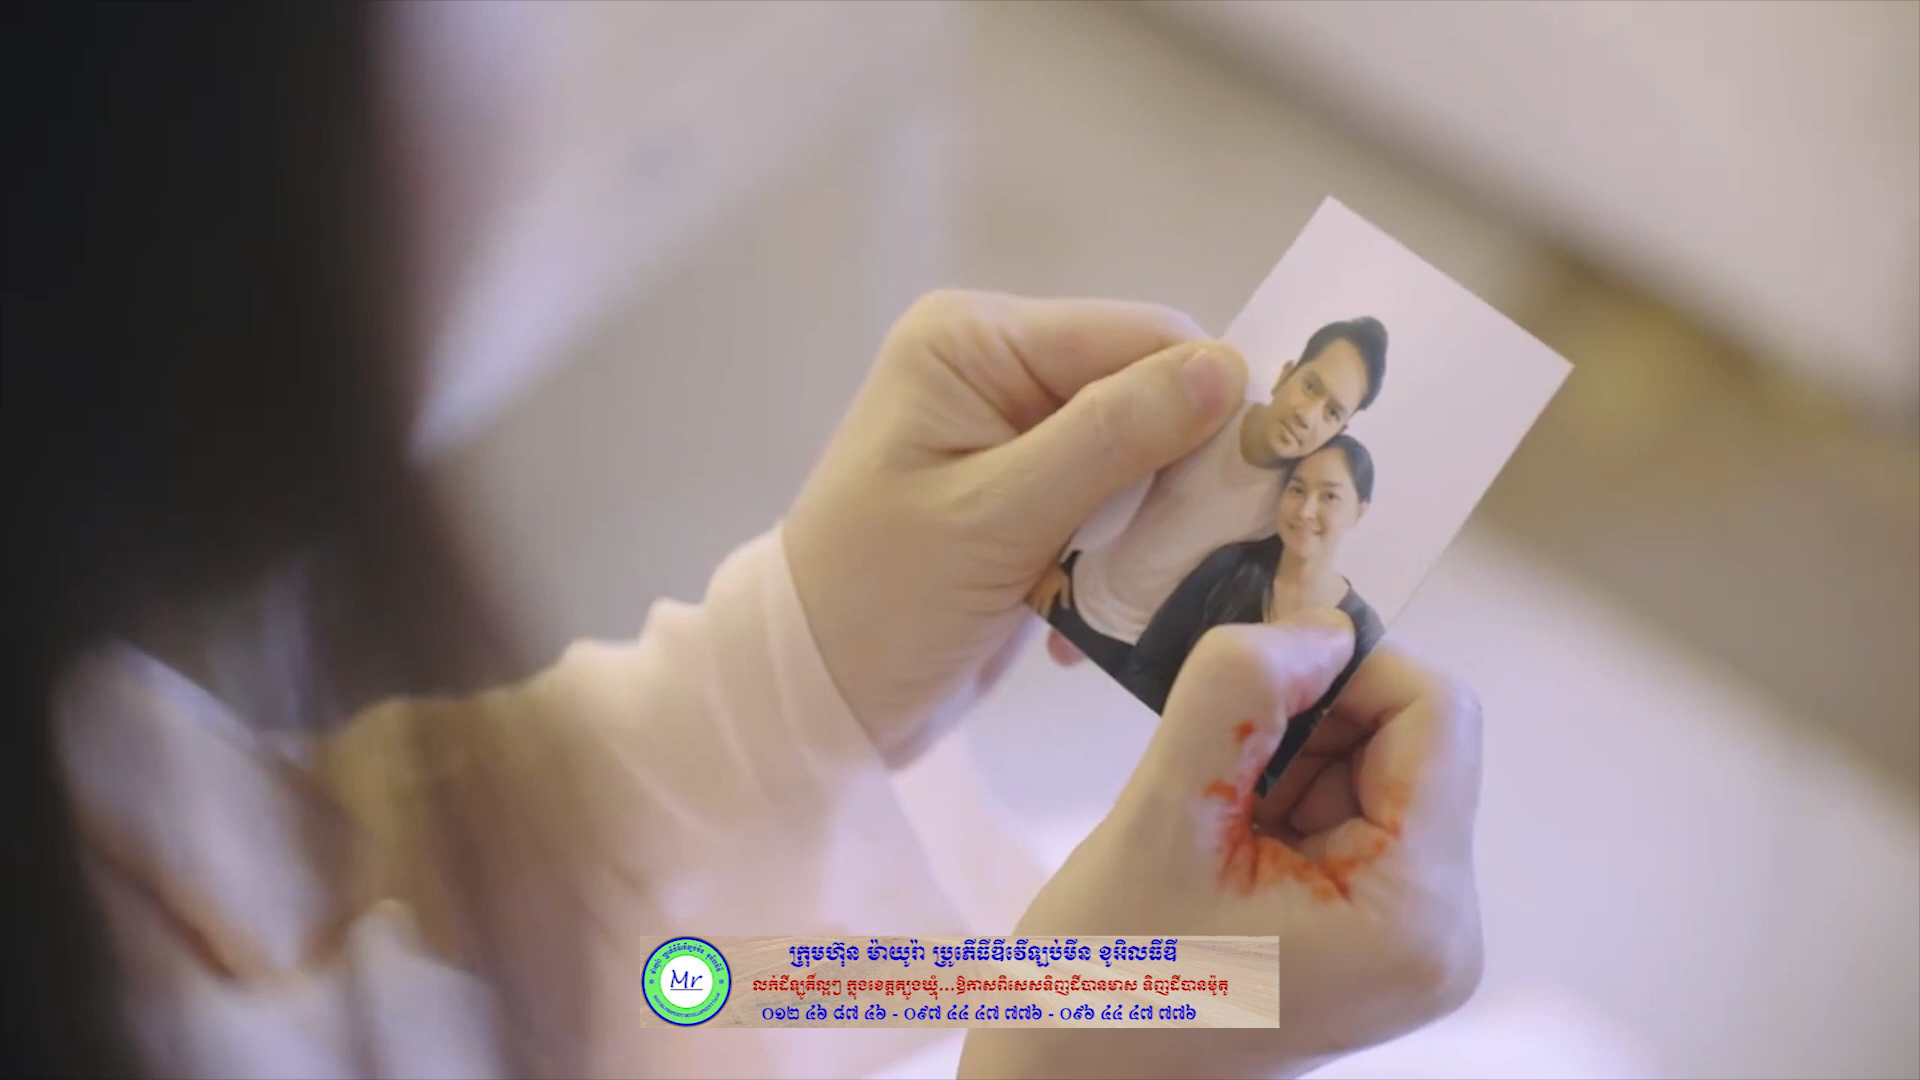 ក្រុមហ៊ុន ម៉ាយូរ៉ា ប្រូភើធីឌីវើឡប់មីន ខូអិលធីឌី
Mr
លក់ដីឡូតិ៍ល្អៗ ក្នុងខេត្តត្បូងឃ្មុំ...ឱកាសពិសេសទិញដីបានមាស ទិញដីបានម៉ូតូ
០១២ ៤៦ ៨៧ ៤៦ - ០៩៧ ៤៤ ៤៧ ៧៧៦ - ០៩៦ ៤៤ ៤៧ ៧៧៦